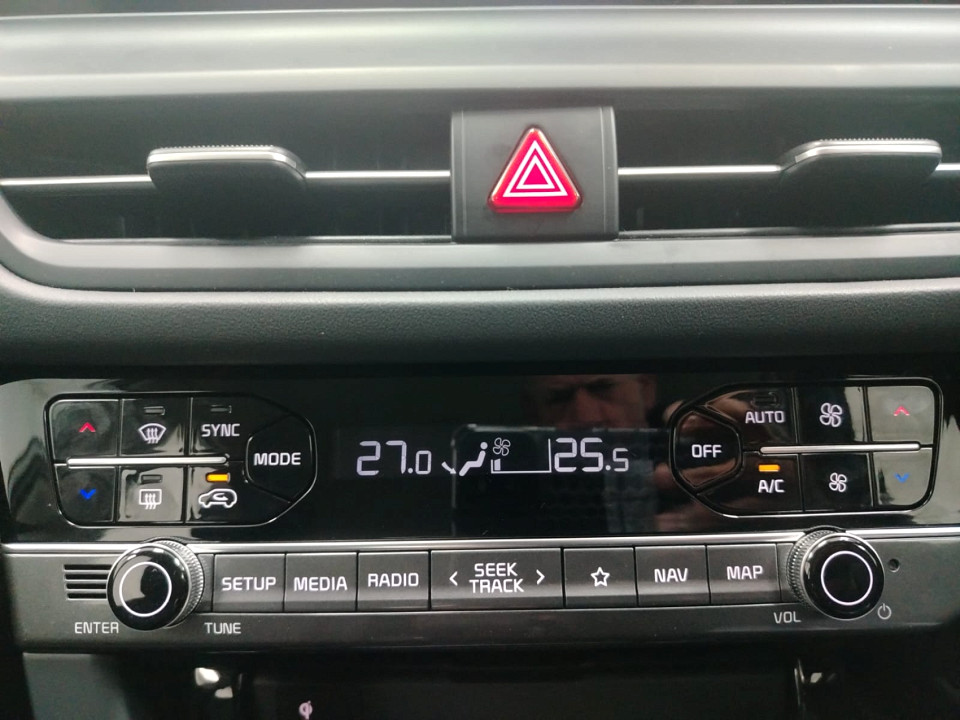 SYNC
MODE
27.0
25.5
OFF
AUTO
A/C
SETUP
MEDIA
RADIO
SEEK
TRACK
NAV
MAP
ENTER
TUNE
VOL